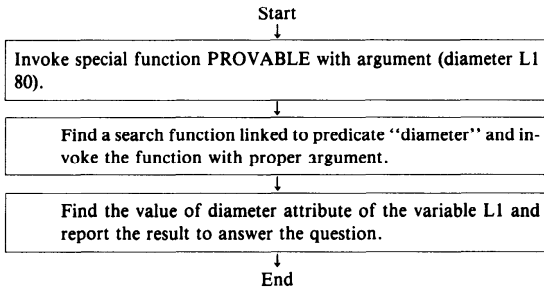 Start
Invoke special function PROVABLE with argument (diameter L1
80).
Find a search function linked to predicate "diameter" and in-
voke the function with proper argument.
Find the value of diameter attribute of the variable L1 and
report the result to answer the question.
End